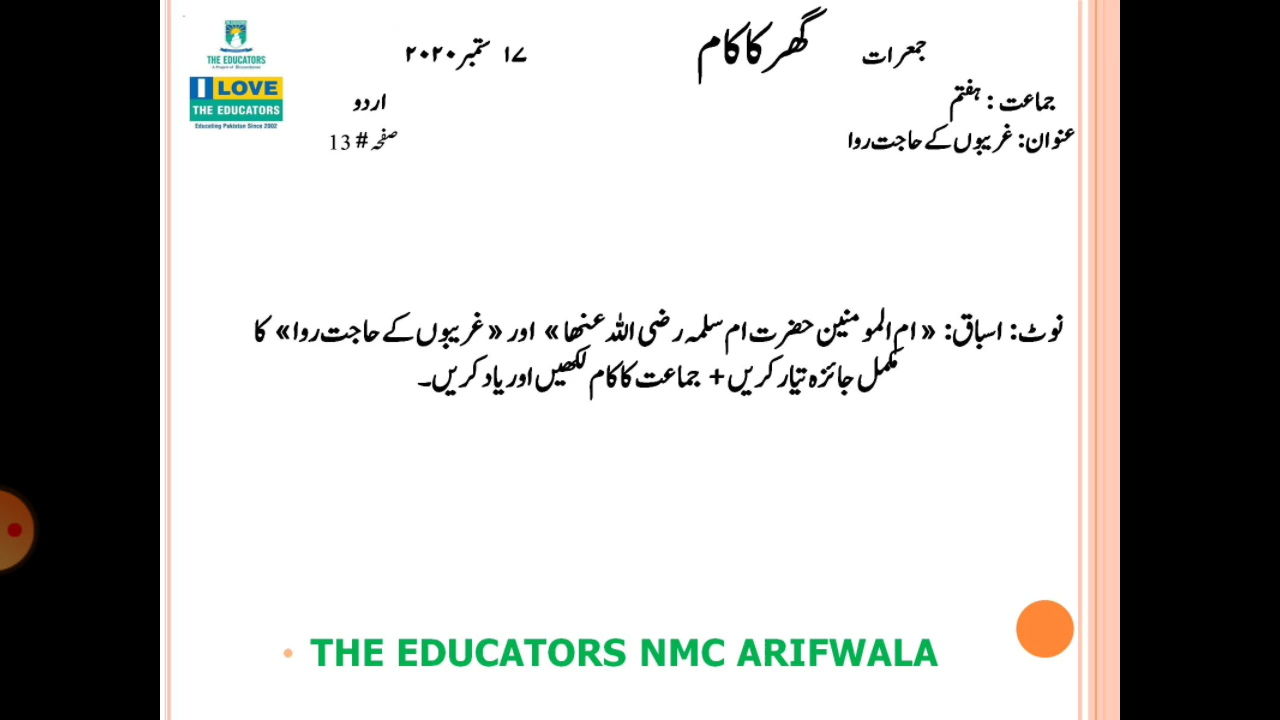 THE EDUCATORS
A Project of Beaconhouse
I LOVE
THE EDUCATORS
Educating Pakistan Since 2002
جمعرات گھر کا کام ۱۷ ستمبر ۲۰۲۰
جماعت : ہفتم اردو
عنوان: غریبوں کے حاجت روا صفحہ # 13
نوٹ: اسباق: « ام المومنین حضرت ام سلمہ رضی اللہ عنھا» اور «غریبوں کے حاجت روا» کا
مکمل جائزہ تیار کریں + جماعت کا کام لکھیں اور یاد کریں۔
• THE EDUCATORS NMC ARIFWALA